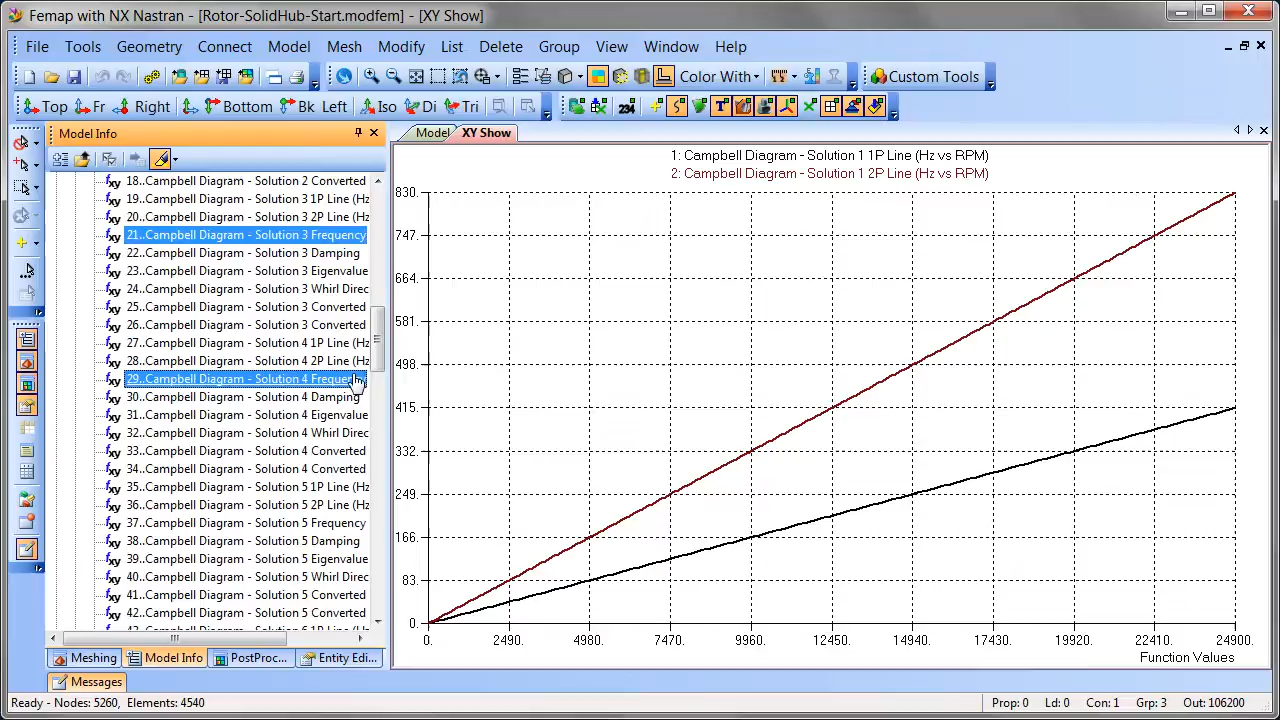 Femap with NX Nastran - [Rotor-SolidHub-Start.modfem] - [XY Show]
File Tools Geometry Connect Model Mesh Modify List Delete Group View Window Help
Color With Custom Tools
Top Fr Right Bottom Bk Left Iso Di Tri 234
Model Info
Model XY Show
18..Campbell Diagram - Solution 2 Converted
19..Campbell Diagram - Solution 3 1P Line (Hz
20..Campbell Diagram - Solution 3 2P Line (Hz
21..Campbell Diagram - Solution 3 Frequency
22..Campbell Diagram - Solution 3 Damping
23..Campbell Diagram - Solution 3 Eigenvalue
24..Campbell Diagram - Solution 3 Whirl Direc
25..Campbell Diagram - Solution 3 Converted
26..Campbell Diagram - Solution 3 Converted
27..Campbell Diagram - Solution 4 1P Line (Hz
28..Campbell Diagram - Solution 4 2P Line (Hz
29..Campbell Diagram - Solution 4 Frequency
30..Campbell Diagram - Solution 4 Damping
31..Campbell Diagram - Solution 4 Eigenvalue
32..Campbell Diagram - Solution 4 Whirl Direc
33..Campbell Diagram - Solution 4 Converted
34..Campbell Diagram - Solution 4 Converted
35..Campbell Diagram - Solution 5 1P Line (Hz
36..Campbell Diagram - Solution 5 2P Line (Hz
37..Campbell Diagram - Solution 5 Frequency
38..Campbell Diagram - Solution 5 Damping
39..Campbell Diagram - Solution 5 Eigenvalue
40..Campbell Diagram - Solution 5 Whirl Direc
41..Campbell Diagram - Solution 5 Converted
42..Campbell Diagram - Solution 5 Converted
1: Campbell Diagram - Solution 1 1P Line (Hz vs RPM)
2: Campbell Diagram - Solution 1 2P Line (Hz vs RPM)
830.
747.
664.
581.
498.
415.
332.
249.
166.
83.
0.
0. 2490. 4980. 7470. 9960. 12450. 14940. 17430. 19920. 22410. 24900.
Function Values
Meshing Model Info PostProc... Entity Edi...
Messages
Ready - Nodes: 5260, Elements: 4540 Prop: 0 Ld: 0 Con: 1 Grp: 3 Out: 106200